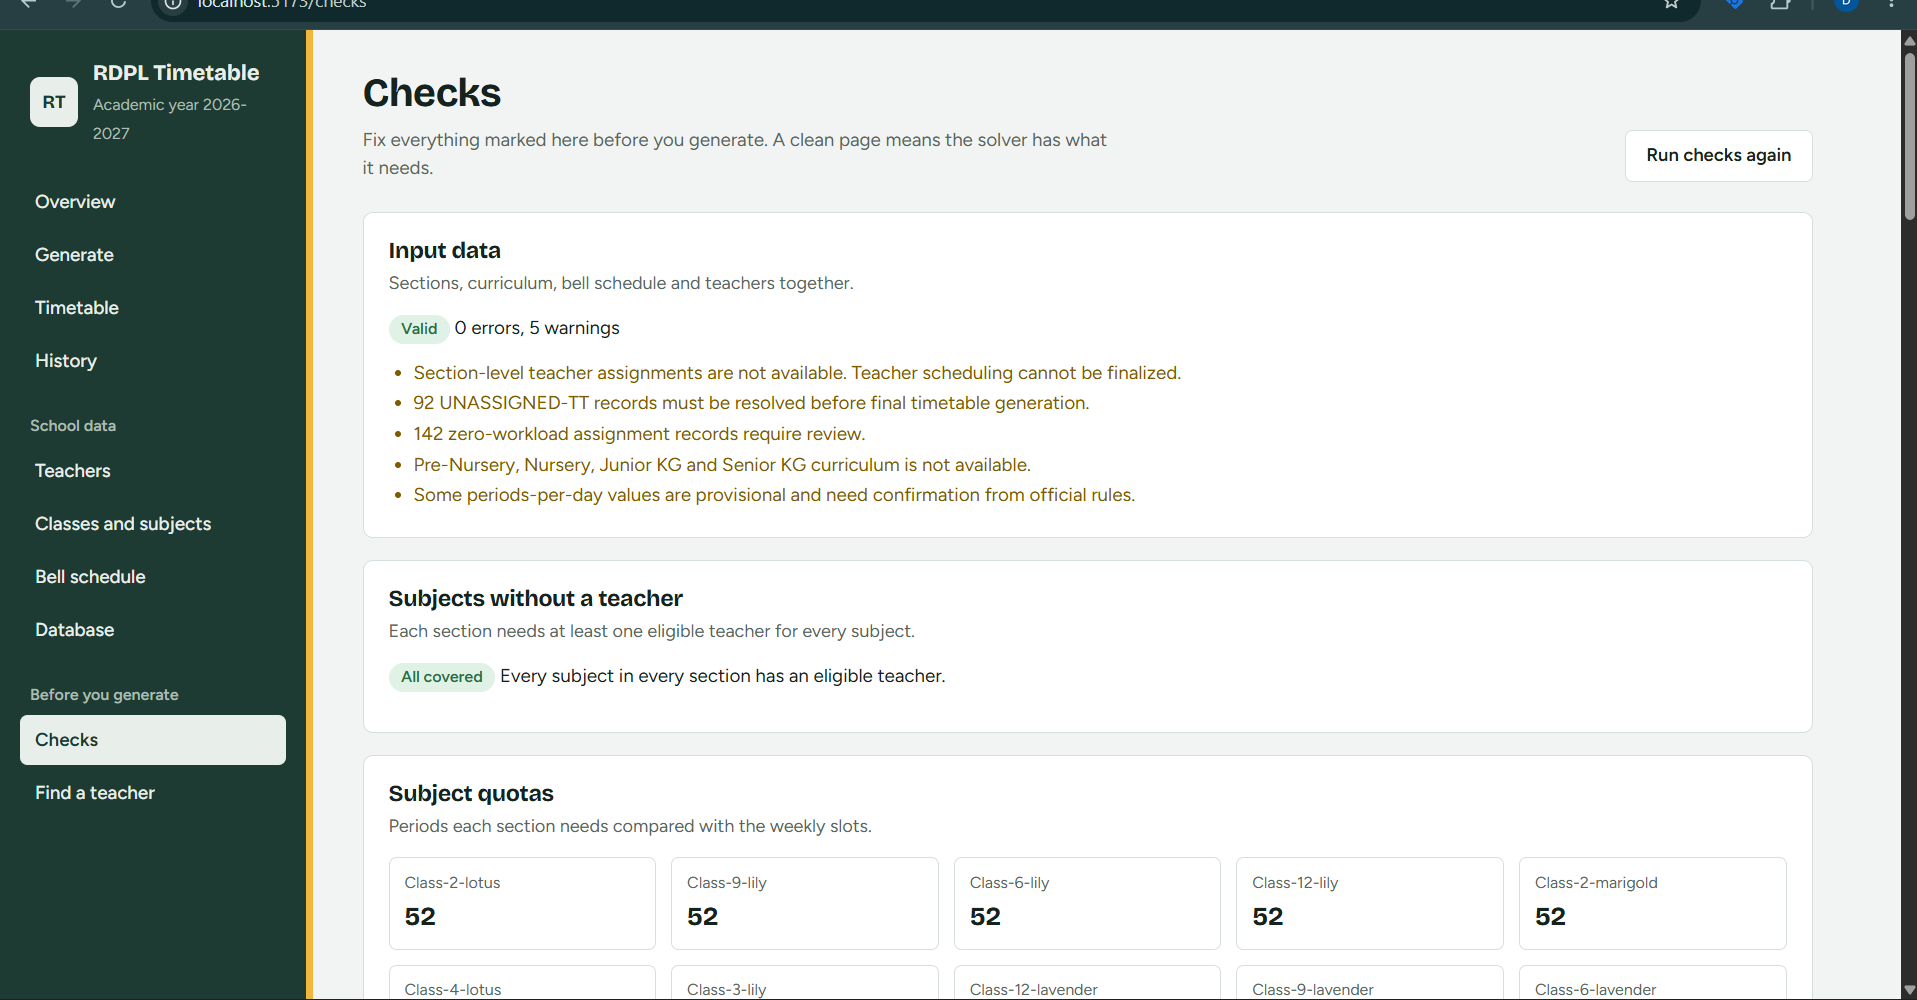 localhost:5173/checks
RDPL Timetable
RT
Academic year 2026-
2027
Overview
Generate
Timetable
History
School data
Teachers
Classes and subjects
Bell schedule
Database
Before you generate
Checks
Find a teacher
Checks
Fix everything marked here before you generate. A clean page means the solver has what
it needs.
Run checks again
Input data
Sections, curriculum, bell schedule and teachers together.
Valid 0 errors, 5 warnings
• Section-level teacher assignments are not available. Teacher scheduling cannot be finalized.
• 92 UNASSIGNED-TT records must be resolved before final timetable generation.
• 142 zero-workload assignment records require review.
• Pre-Nursery, Nursery, Junior KG and Senior KG curriculum is not available.
• Some periods-per-day values are provisional and need confirmation from official rules.
Subjects without a teacher
Each section needs at least one eligible teacher for every subject.
All covered Every subject in every section has an eligible teacher.
Subject quotas
Periods each section needs compared with the weekly slots.
Class-2-lotus Class-9-lily Class-6-lily Class-12-lily Class-2-marigold
52 52 52 52 52
Class-4-lotus Class-3-lily Class-12-lavender Class-9-lavender Class-6-lavender